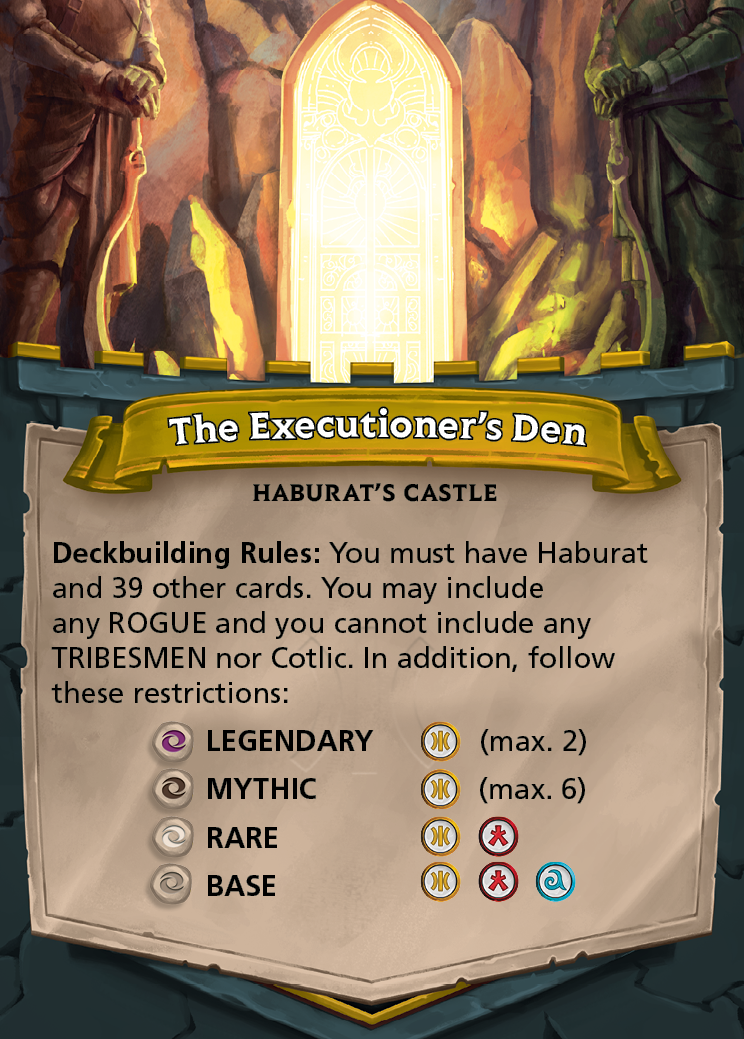 The Executioner's Den
HABURAT'S CASTLE
Deckbuilding Rules: You must have Haburat
and 39 other cards. You may include
any ROGUE and you cannot include any
TRIBESMEN nor Cotlic. In addition, follow
these restrictions:
LEGENDARY (max. 2)
MYTHIC (max. 6)
RARE
BASE